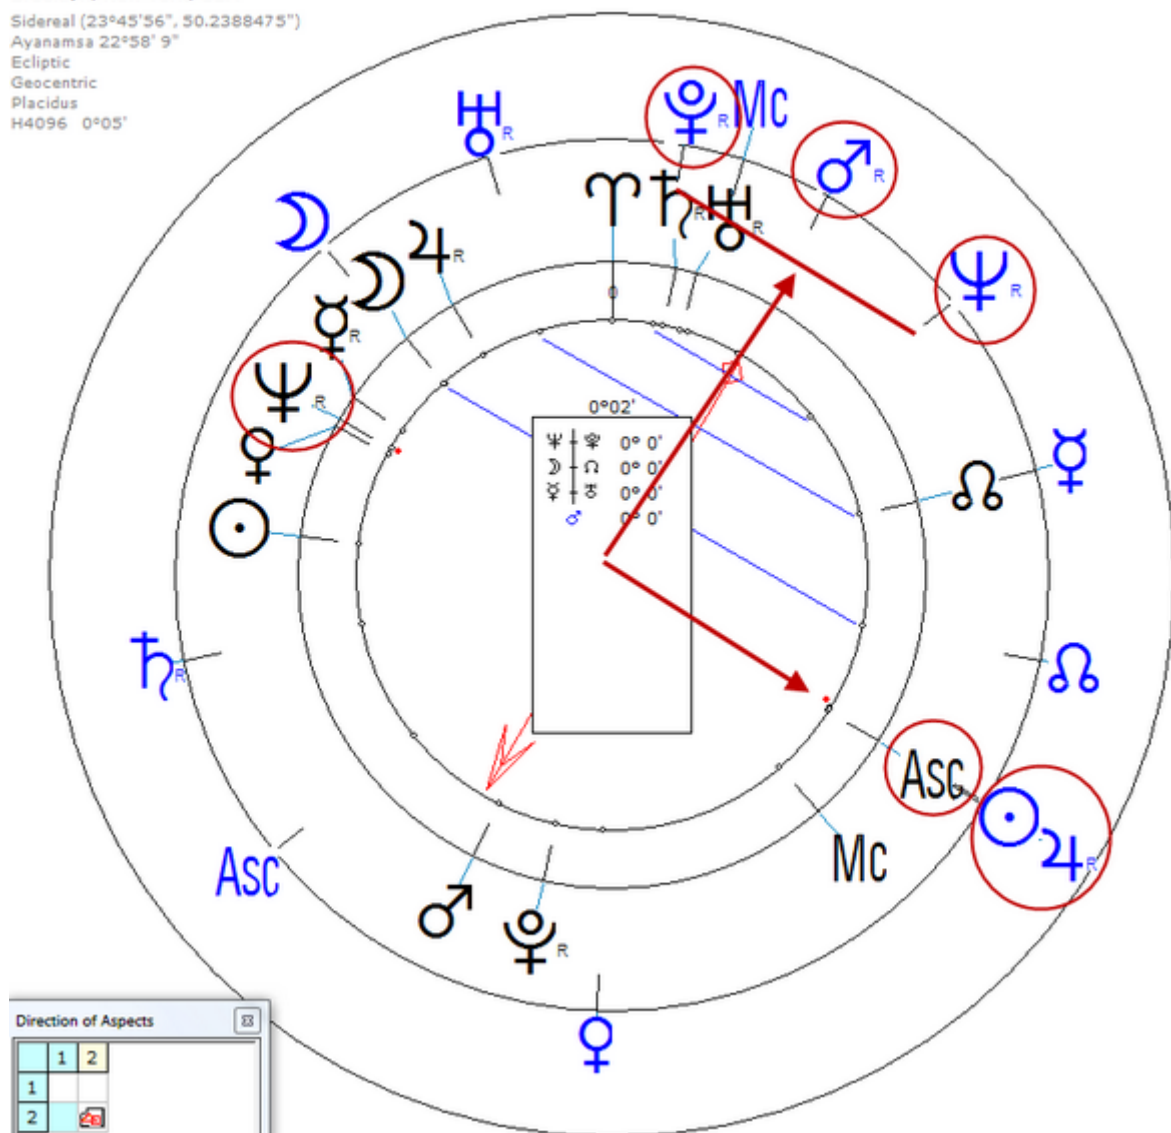 Sidereal (23°45'56", 50.2388475")
Ayanamsa 22°58' 9"
Ecliptic
Geocentric
Placidus
H4096 0°05'
♅ R
♇ R
Mc
♂ R
☽
♃ R
♈
♄ R
♅ R
♆ R
☽
☿ R
0
♆ R
0°02'
♆ ♇ 0° 0'
☽ ☊ 0° 0'
☿ ♅ 0° 0'
♂ 0° 0'
♀
☊
☿
☉
♄ R
☊
Asc
☉
♃ R
Asc
Mc
♂
♇ R
♀
Direction of Aspects
1 2
1
2